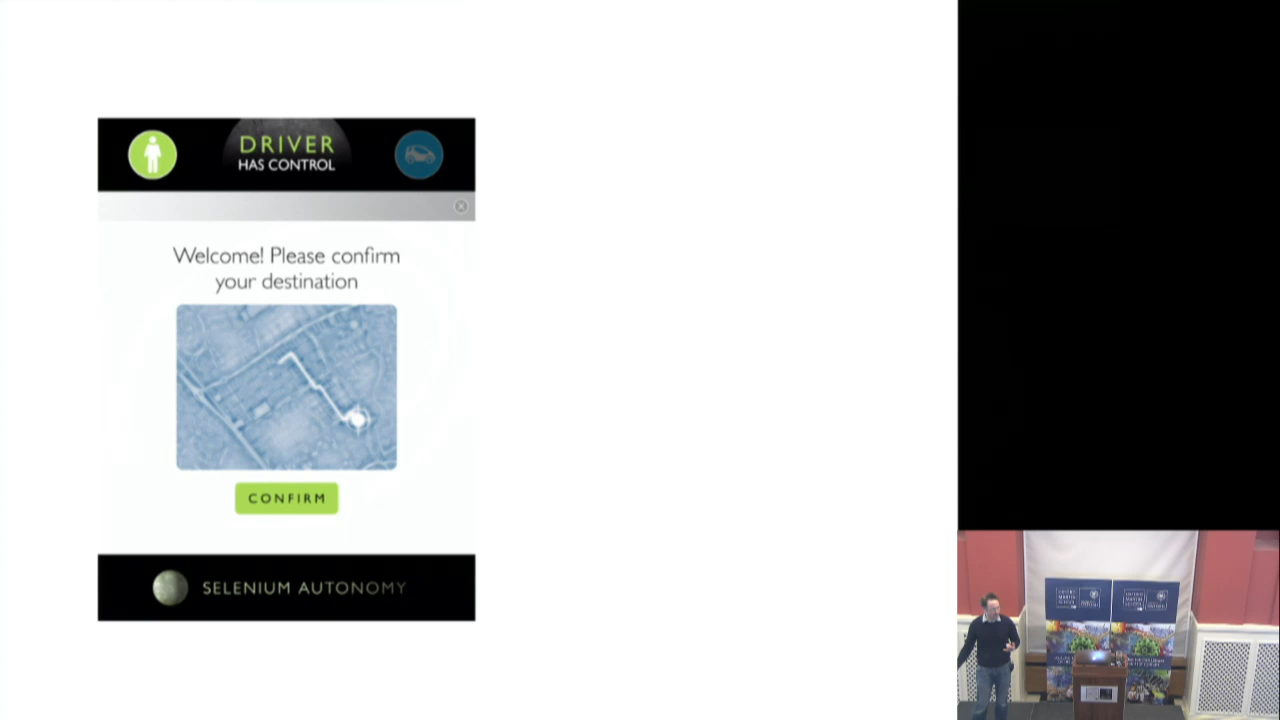 DRIVER
HAS CONTROL
Welcome! Please confirm
your destination
CONFIRM
SELENIUM AUTONOMY